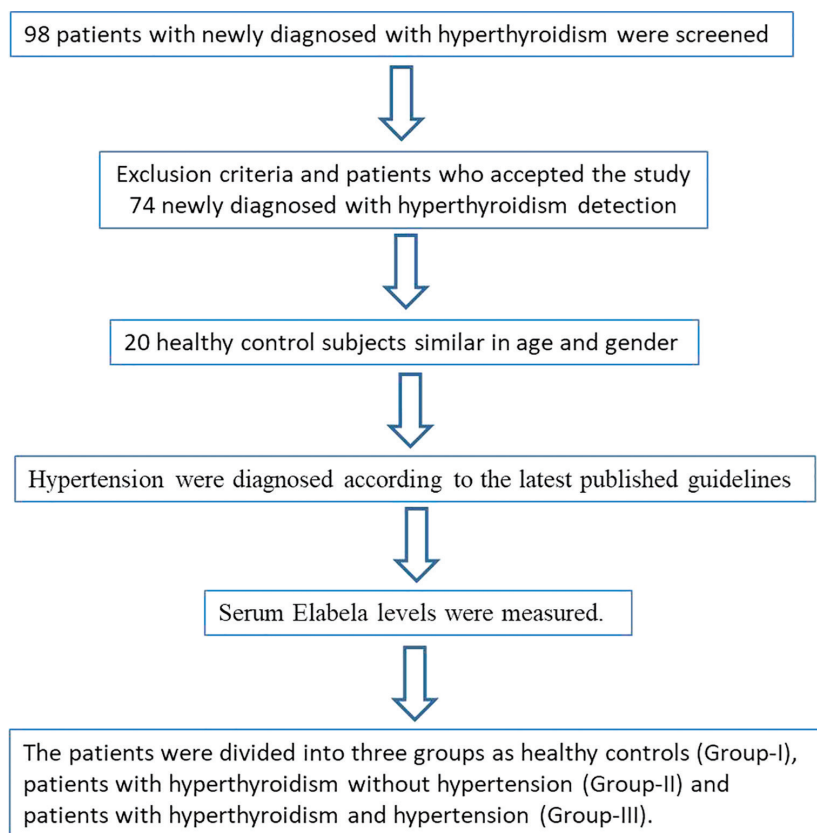 98 patients with newly diagnosed with hyperthyroidism were screened
Exclusion criteria and patients who accepted the study
74 newly diagnosed with hyperthyroidism detection
20 healthy control subjects similar in age and gender
Hypertension were diagnosed according to the latest published guidelines
Serum Elabela levels were measured.
The patients were divided into three groups as healthy controls (Group-I),
patients with hyperthyroidism without hypertension (Group-II) and
patients with hyperthyroidism and hypertension (Group-III).